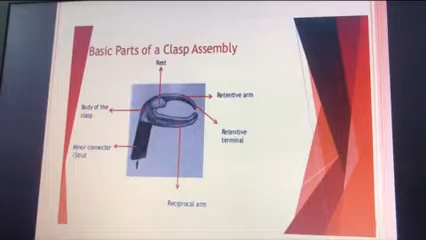 Basic Parts of a Clasp Assembly
Rest
Retentive arm
Body of the
clasp
Retentive
terminal
Minor connector
/Strut
Reciprocal arm